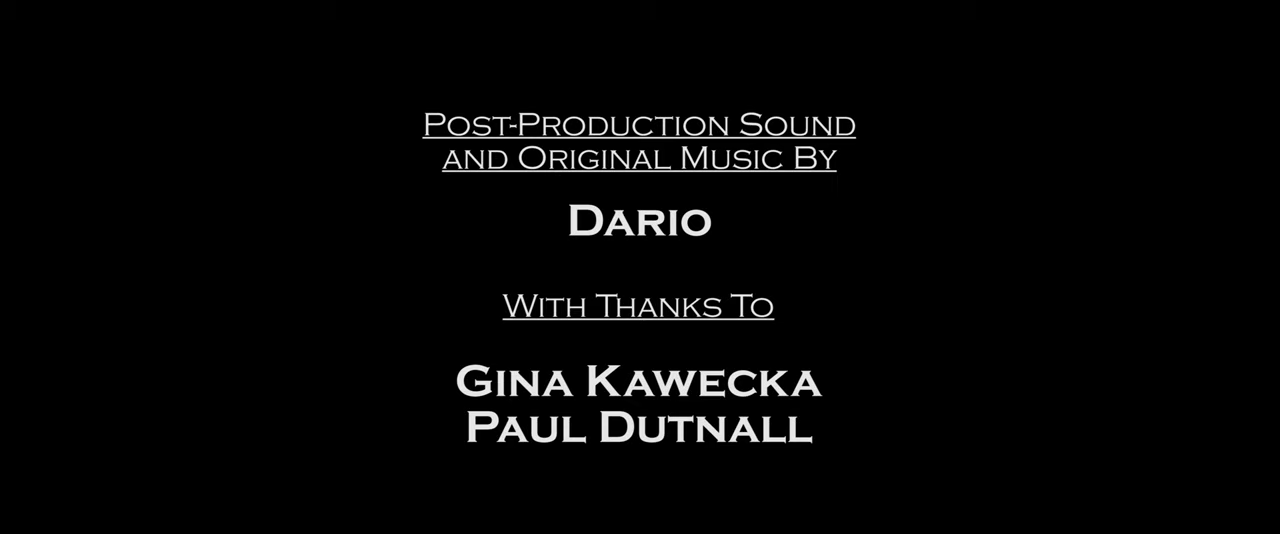 Post-Production Sound
and Original Music By
Dario
With Thanks To
Gina Kawecka
Paul Dutnall